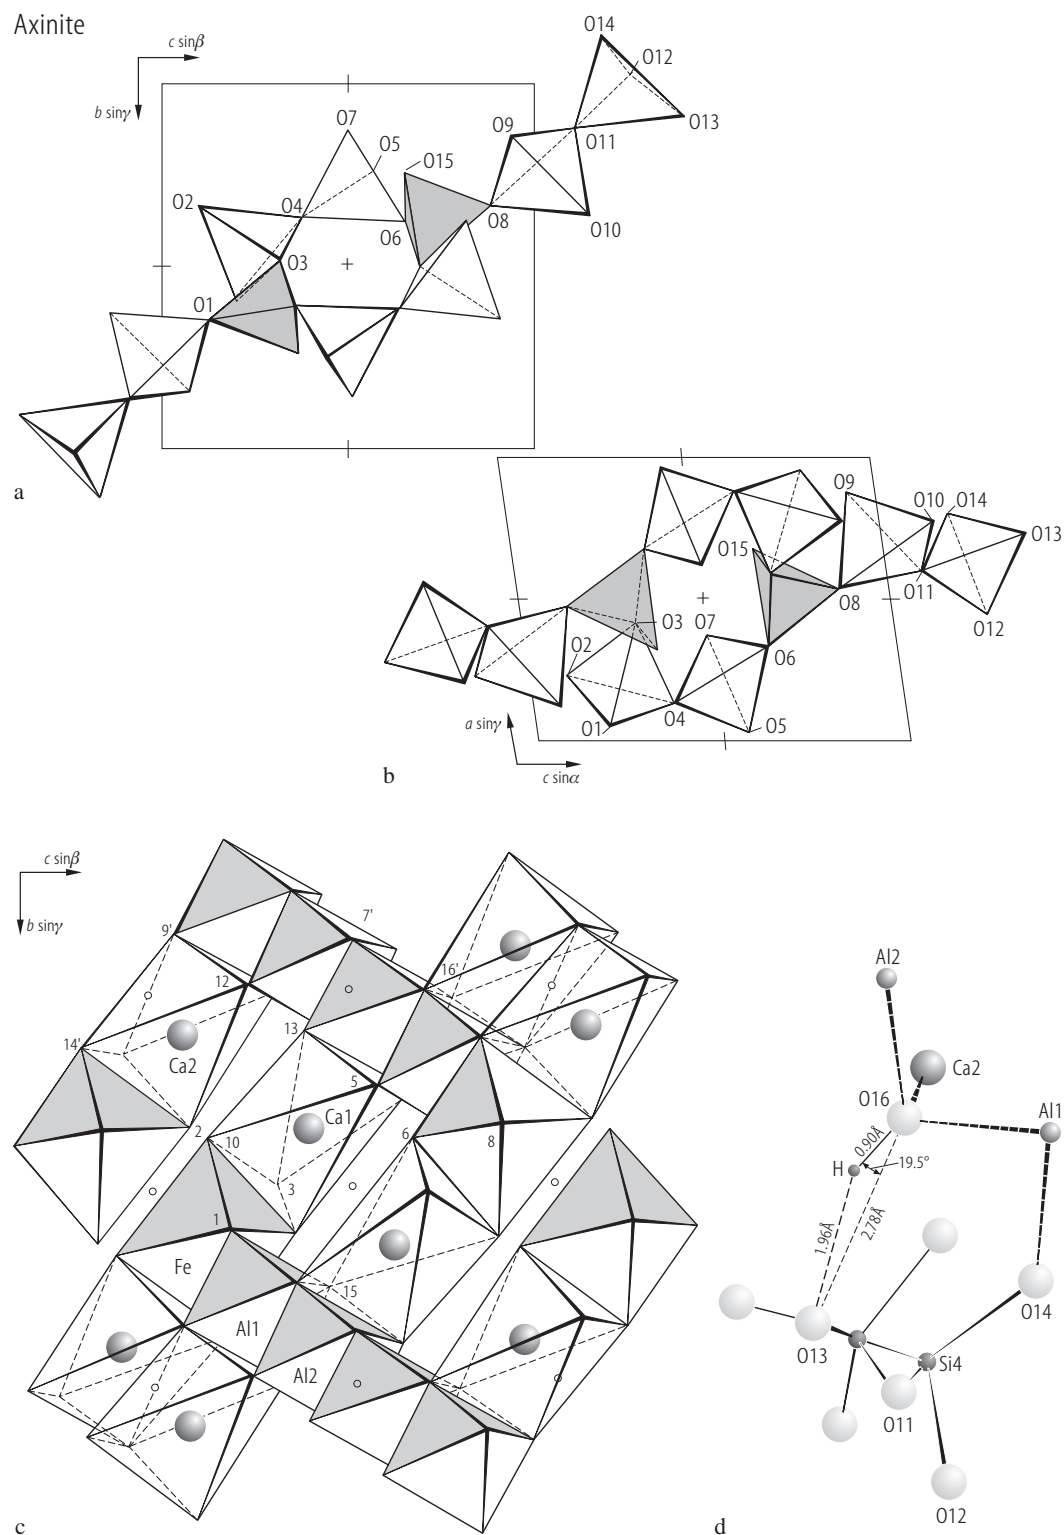 Axinite
c sinβ
b sinγ
O14
O12
O13
O7
O9
O11
O5
O15
O2
O4
O8
O10
O6
O3
O1
a
O9
O10
O14
O15
O13
O11
O8
O12
O3
O7
O2
O6
O1
O4
O5
a sinγ
c sinα
b
c sinβ
b sinγ
9'
7'
16'
12
13
14'
Ca2
5
Ca1
2
10
6
8
3
1
Fe
15
Al1
Al2
c
Al2
Ca2
O16
Al1
0.90Å
H
19.5°
1.96Å
2.78Å
O14
O13
Si4
O11
O12
d